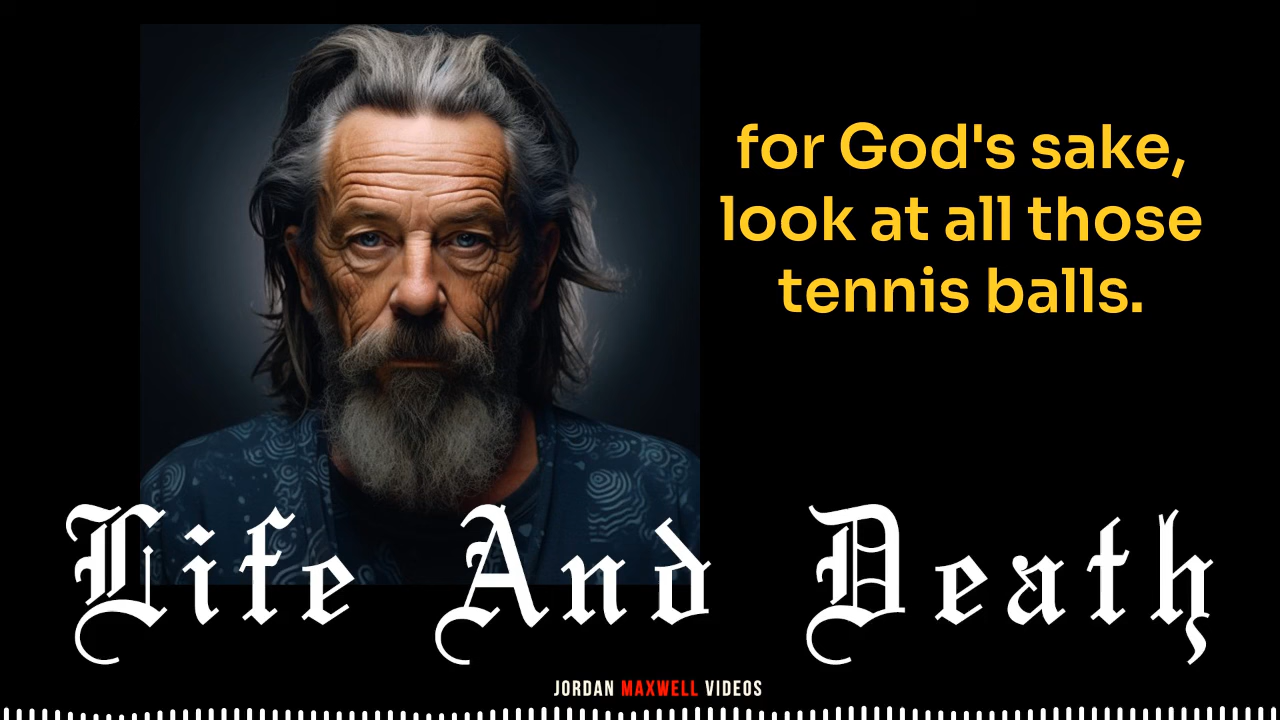 for God's sake,
look at all those
tennis balls.
Life And Death
JORDAN MAXWELL VIDEOS